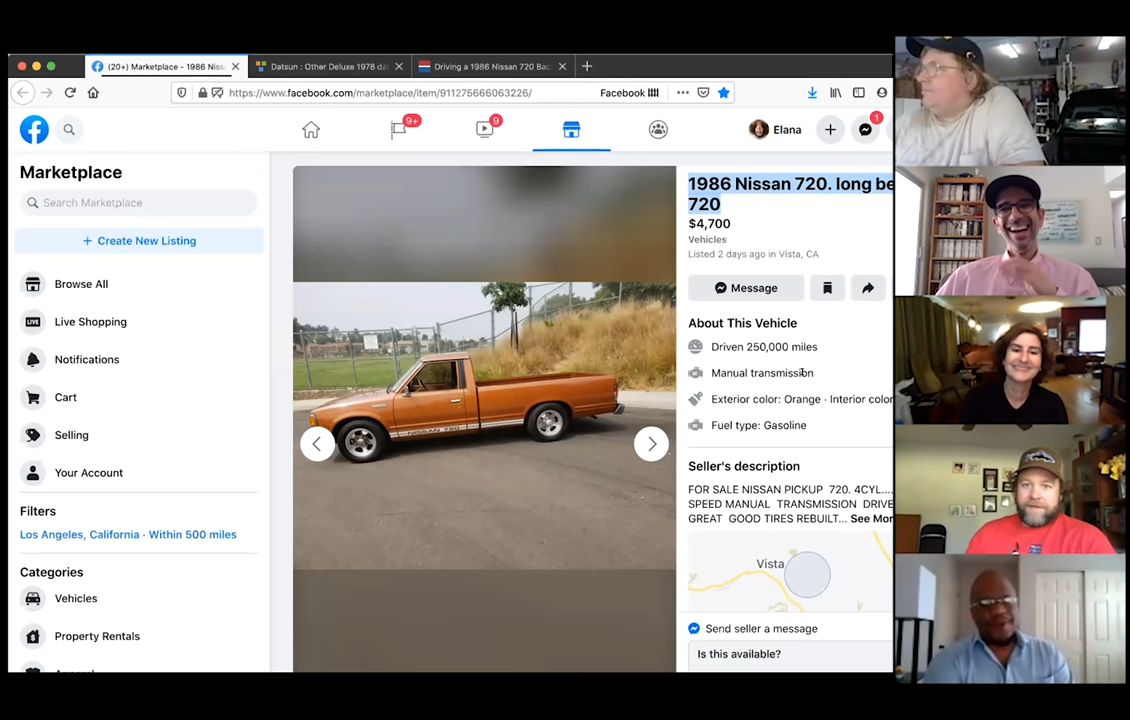 (20+) Marketplace - 1986 Niss
Datsun : Other Deluxe 1978 da
Driving a 1986 Nissan 720 Bac
https://www.facebook.com/marketplace/item/911275666063226/
Facebook
9+
9
Elana
1
Marketplace
Search Marketplace
+ Create New Listing
Browse All
LIVE
Live Shopping
Notifications
Cart
Selling
Your Account
Filters
Los Angeles, California · Within 500 miles
Categories
Vehicles
Property Rentals
NISSAN 720
1986 Nissan 720. long be
720
$4,700
Vehicles
Listed 2 days ago in Vista, CA
Message
About This Vehicle
Driven 250,000 miles
Manual transmission
Exterior color: Orange · Interior color
Fuel type: Gasoline
Seller's description
FOR SALE NISSAN PICKUP 720. 4CYL....
SPEED MANUAL TRANSMISSION DRIVE
GREAT GOOD TIRES REBUILT... See Mor
Vista
Send seller a message
Is this available?